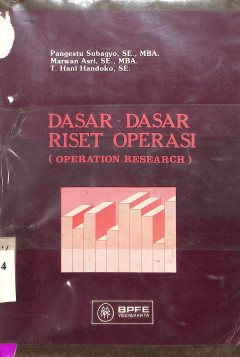 Pangestu Subagyo, SE., MBA.
Marwan Asri, SE., MBA.
T. Hani Handoko, SE.
DASAR - DASAR
RISET OPERASI
( OPERATION RESEARCH )
4
BPFE
YOGYAKARTA